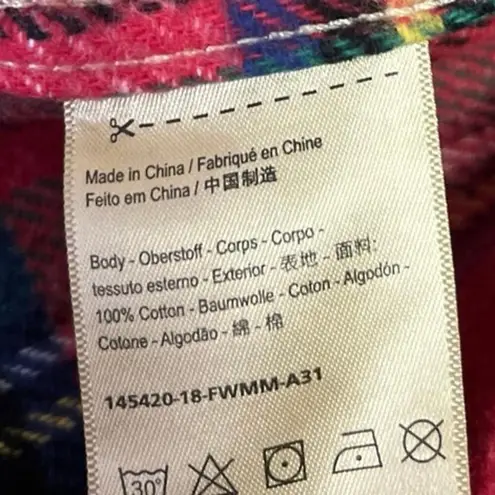 Made in China / Fabriqué en Chine
Feito em China / 中国制造
Body - Oberstoff - Corps - Corpo -
tessuto esterno - Exterior - 表地 - 面料:
100% Cotton - Baumwolle - Coton - Algodón -
Cotone - Algodão - 綿 - 棉
145420-18-FWMM-A31
30°